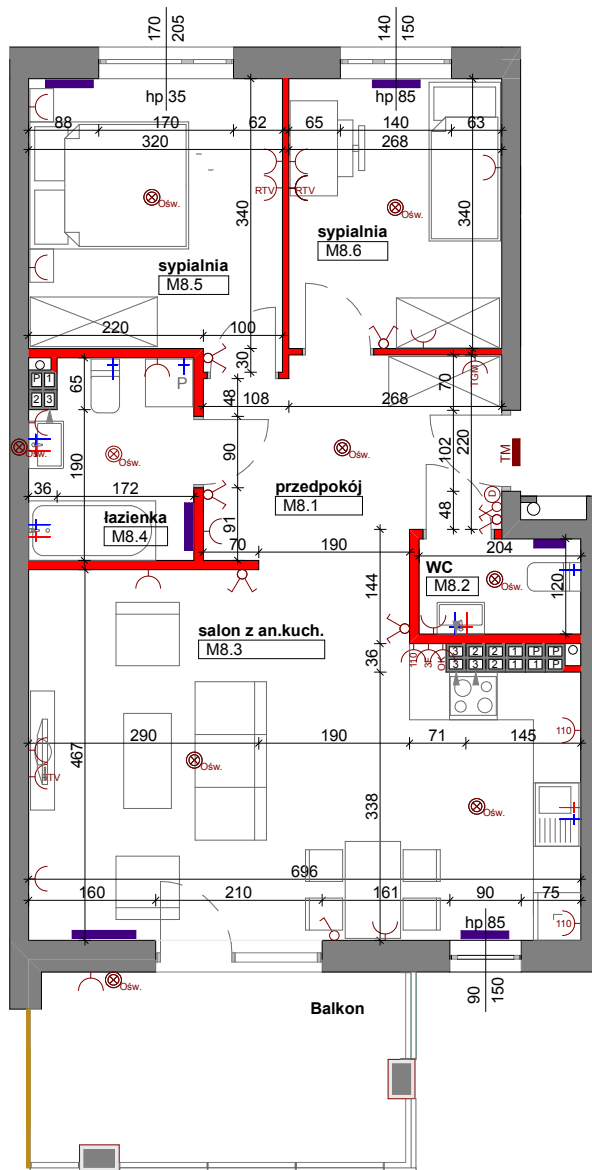 170
205
140
150
hp 35
hp 85
88
170
62
65
140
63
320
268
RTV
RTV
Ośw.
Ośw.
340
340
sypialnia
M8.5
sypialnia
M8.6
220
100
30
65
P
P
1
2
3
48
108
268
70
TGM
190
Ośw.
Ośw.
90
Ośw.
102
220
TM
36
172
przedpokój
M8.1
48
D
łazienka
M8.4
91
70
190
204
144
WC
M8.2
Ośw.
120
salon z an.kuch.
M8.3
36
110
3F
OK
3
2
2
1
P
P
3
3
2
1
1
P
467
290
190
71
145
110
RTV
Ośw.
338
Ośw.
696
160
210
161
90
75
hp 85
110
Ośw.
90
150
Balkon